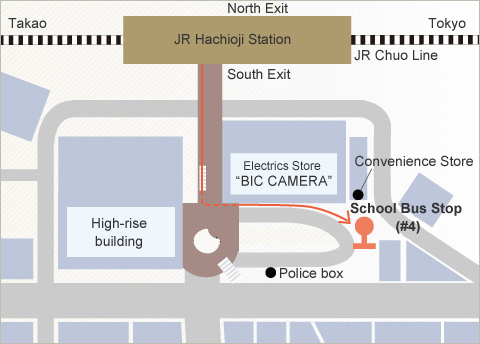 North Exit
Takao
Tokyo
JR Hachioji Station
JR Chuo Line
South Exit
Electrics Store
“BIC CAMERA”
Convenience Store
School Bus Stop
(#4)
High-rise
building
Police box